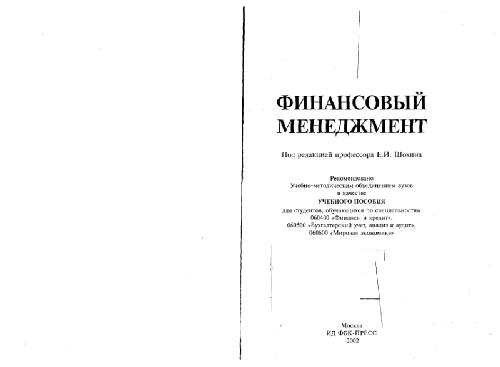 ФИНАНСОВЫЙ
МЕНЕДЖМЕНТ
Под редакцией профессора Е.И. Шохина
Рекомендовано
Учебно-методическим объединением вузов
в качестве
УЧЕБНОГО ПОСОБИЯ
для студентов, обучающихся по специальностям
060400 «Финансы и кредит»,
060500 «Бухгалтерский учет, анализ и аудит»,
060600 «Мировая экономика»
Москва
ИД ФБК-ПРЕСС
2002